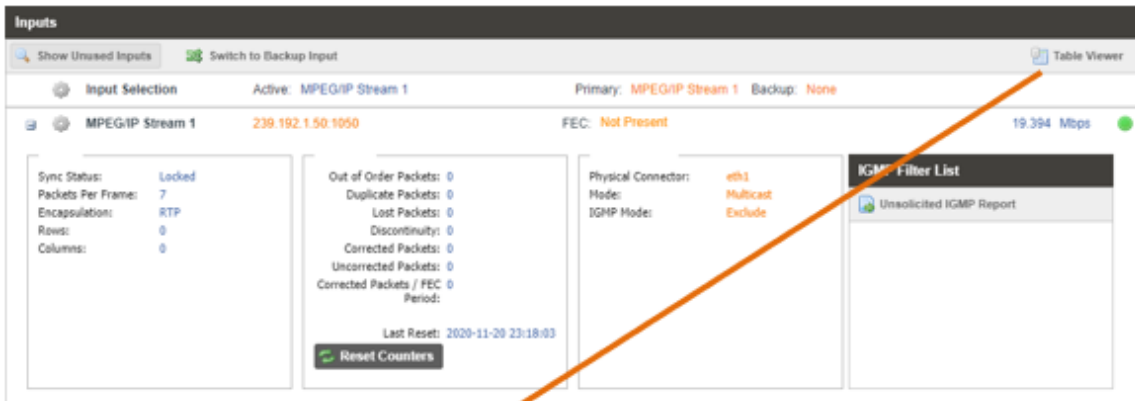 Inputs
Show Unused Inputs Switch to Backup Input Table Viewer
Input Selection Active: MPEG/IP Stream 1 Primary: MPEG/IP Stream 1 Backup: None
MPEG/IP Stream 1 239.192.1.50:1050 FEC: Not Present 19.394 Mbps
Sync Status: Locked
Packets Per Frame: 7
Encapsulation: RTP
Rows: 0
Columns: 0
Out of Order Packets: 0
Duplicate Packets: 0
Lost Packets: 0
Discontinuity: 0
Corrected Packets: 0
Uncorrected Packets: 0
Corrected Packets / FEC 0
Period:
Last Reset: 2020-11-20 23:18:03
Reset Counters
Physical Connector: eth1
Mode: Multicast
IGMP Mode: Exclude
IGMP Filter List
Unsolicited IGMP Report